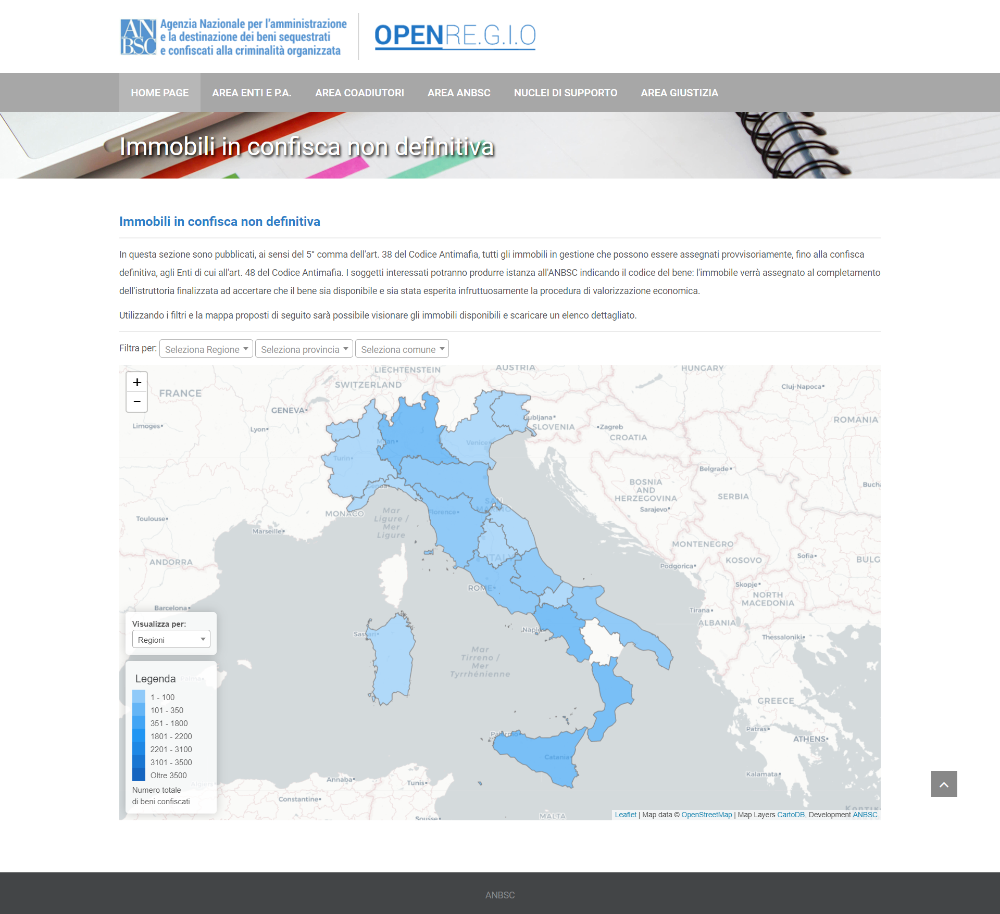 AN
BSC
Agenzia Nazionale per l'amministrazione
e la destinazione dei beni sequestrati
e confiscati alla criminalità organizzata
OPENRE.G.I.O
HOME PAGE AREA ENTI E P.A. AREA COADIUTORI AREA ANBSC NUCLEI DI SUPPORTO AREA GIUSTIZIA
Immobili in confisca non definitiva
Immobili in confisca non definitiva
In questa sezione sono pubblicati, ai sensi del 5° comma dell'art. 38 del Codice Antimafia, tutti gli immobili in gestione che possono essere assegnati provvisoriamente, fino alla confisca
definitiva, agli Enti di cui all'art. 48 del Codice Antimafia. I soggetti interessati potranno produrre istanza all'ANBSC indicando il codice del bene: l'immobile verrà assegnato al completamento
dell'istruttoria finalizzata ad accertare che il bene sia disponibile e sia stata esperita infruttuosamente la procedura di valorizzazione economica.
Utilizzando i filtri e la mappa proposti di seguito sarà possibile visionare gli immobili disponibili e scaricare un elenco dettagliato.
Filtra per: Seleziona Regione Seleziona provincia Seleziona comune
+
−
LIECHTENSTEIN
AUSTRIA
HUNGARY
SWITZERLAND
FRANCE
Cluj-Napoca
GENEVA
Limoges
Lyon
ROMANIA
SLOVENIA
Zagreb
CROATIA
Milan
Venice
Turin
Belgrade
BOSNIA
AND
HERZEGOVINA
SERBIA
Genoa
SAN
MARINO
Sarajevo
MONACO
Mar
Ligure /
Mer
Ligure
Florence
Toulouse
Marseille
MONTENEGRO
ANDORRA
ITALY
KOSOVO
Sofia
BULG
Podgorica
Skopje
ROME
NORTH
MACEDONIA
Barcelona
Tirana
ALBANIA
Visualizza per:
Regioni
Sassari
Naples
Thessaloniki
Mar
Tirreno /
Mer
Tyrrhénienne
Legenda
Palma
1 - 100
101 - 350
351 - 1800
1801 - 2200
2201 - 3100
3101 - 3500
Oltre 3500
Numero totale
di beni confiscati
GREECE
Patras
ATHENS
Palermo
Catania
Kalamata
Algiers
Annaba
Tunis
Constantine
Sousse
MALTA
Leaflet | Map data © OpenStreetMap | Map Layers CartoDB, Development ANBSC
ANBSC